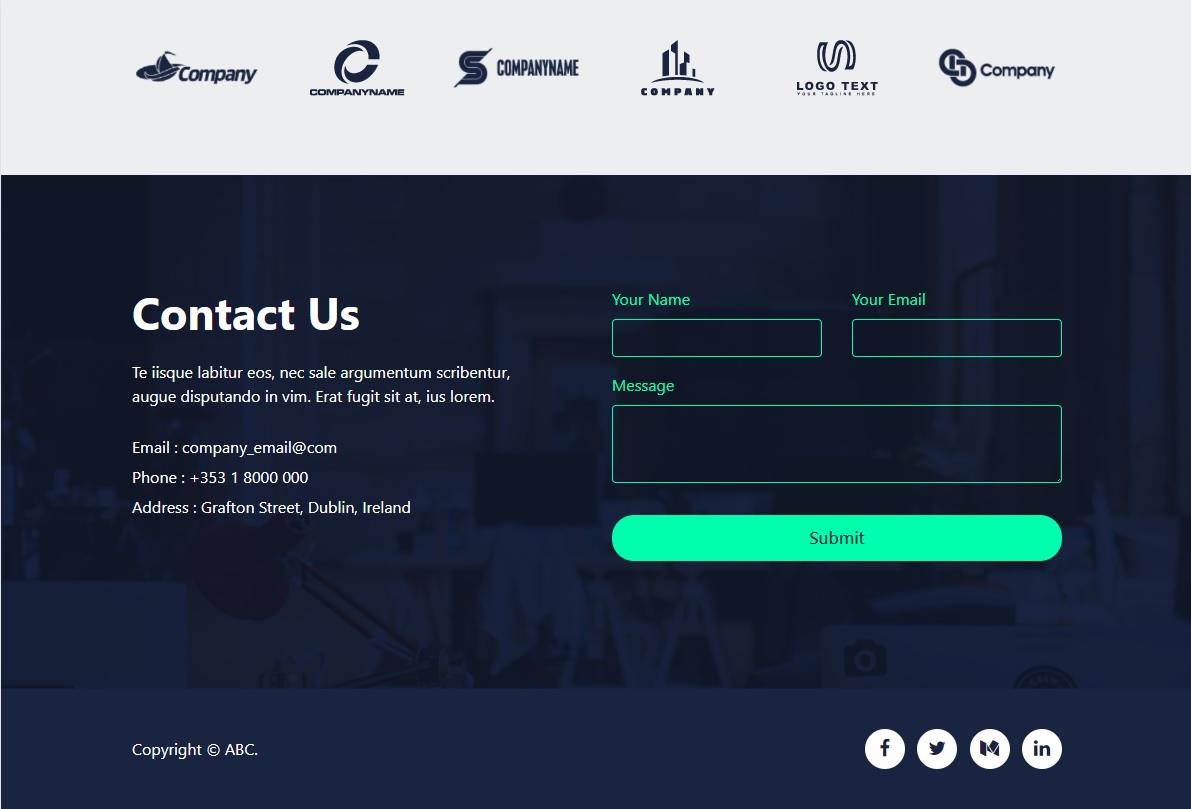 Company
COMPANYNAME
COMPANYNAME
COMPANY
LOGO TEXT
YOUR TAGLINE HERE
Company
Contact Us
Te iisque labitur eos, nec sale argumentum scribentur,
augue disputando in vim. Erat fugit sit at, ius lorem.
Email : company_email@com
Phone : +353 1 8000 000
Address : Grafton Street, Dublin, Ireland
Your Name
Your Email
Message
Submit
Copyright © ABC.